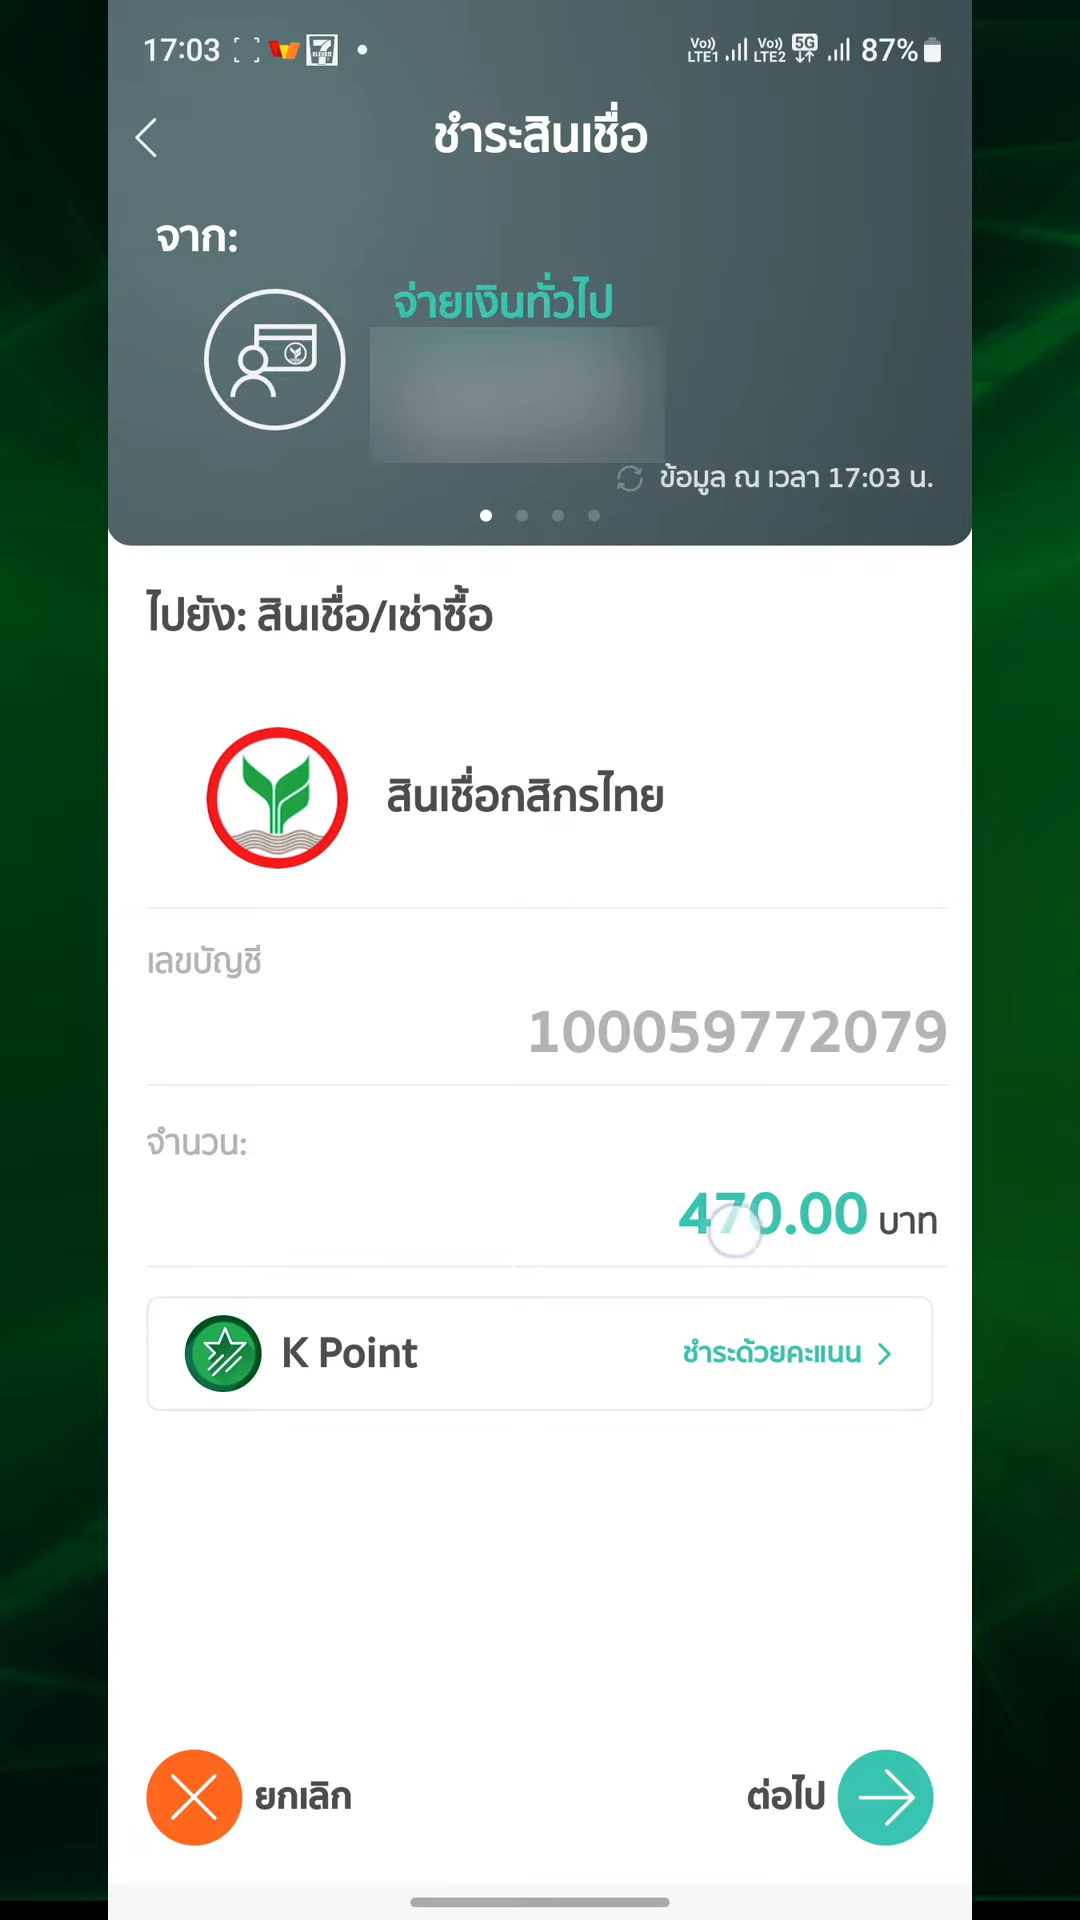 17:03
Vo)) LTE1 Vo)) LTE2 5G 87%
ชำระสินเชื่อ
จาก:
จ่ายเงินทั่วไป
ข้อมูล ณ เวลา 17:03 น.
ไปยัง: สินเชื่อ/เช่าซื้อ
สินเชื่อกสิกรไทย
เลขบัญชี
100059772079
จำนวน:
470.00 บาท
K Point ชำระด้วยคะแนน
ยกเลิก ต่อไป